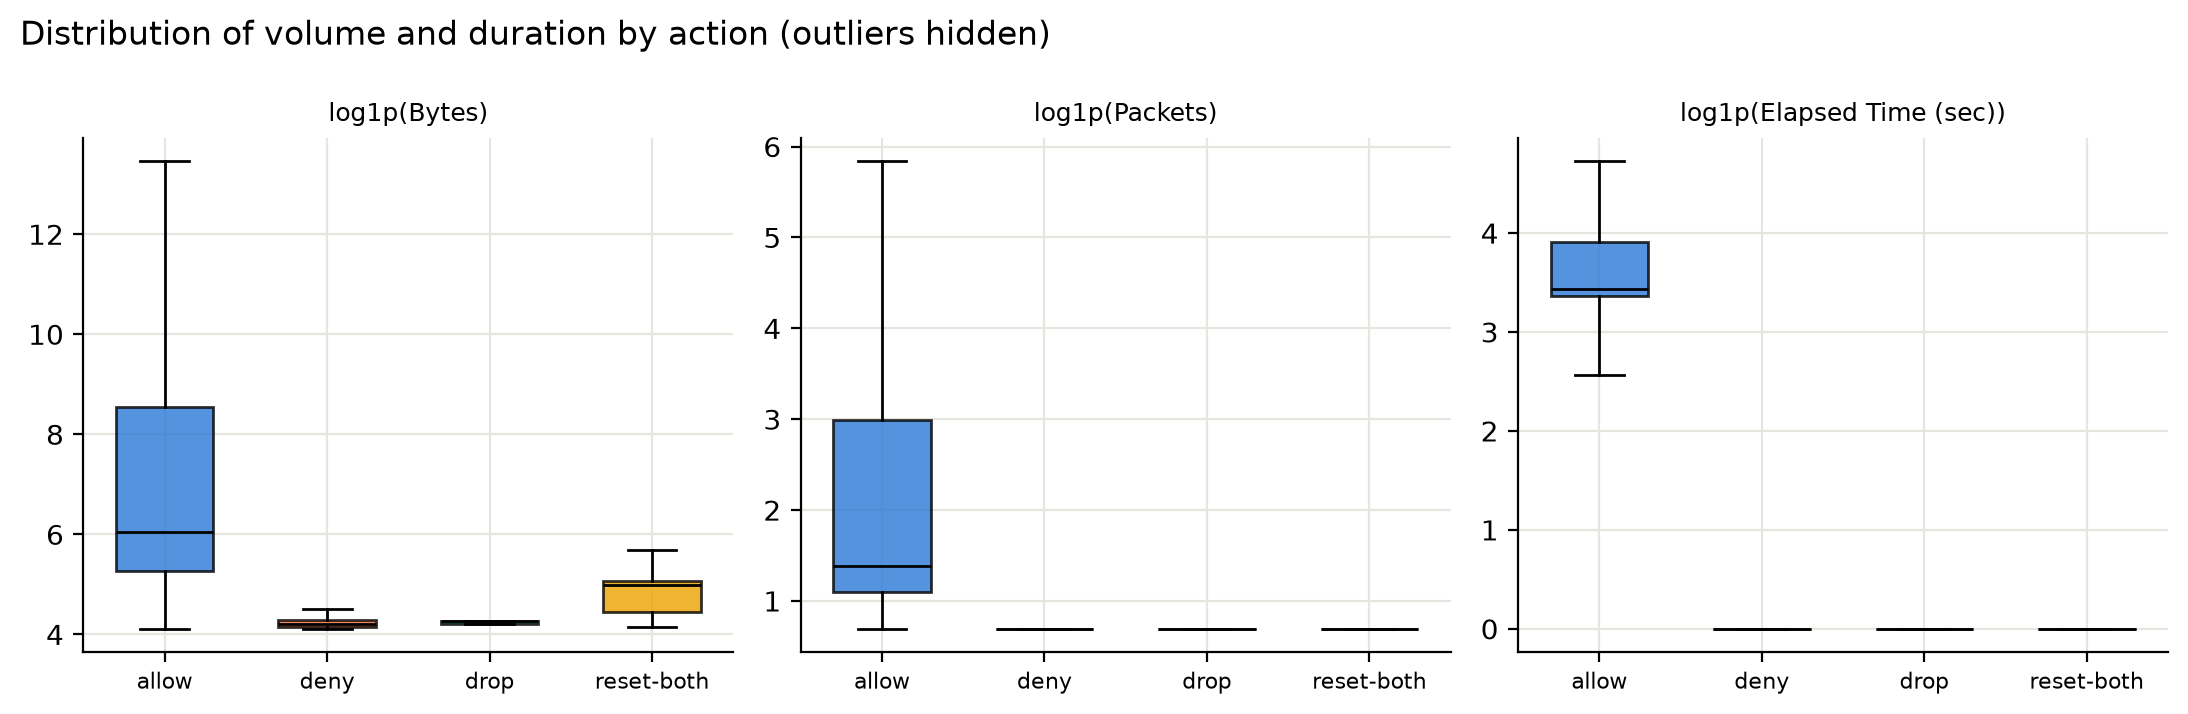 Distribution of volume and duration by action (outliers hidden)
log1p(Bytes)
12
10
8
6
4
allow deny drop reset-both
log1p(Packets)
6
5
4
3
2
1
allow deny drop reset-both
log1p(Elapsed Time (sec))
4
3
2
1
0
allow deny drop reset-both